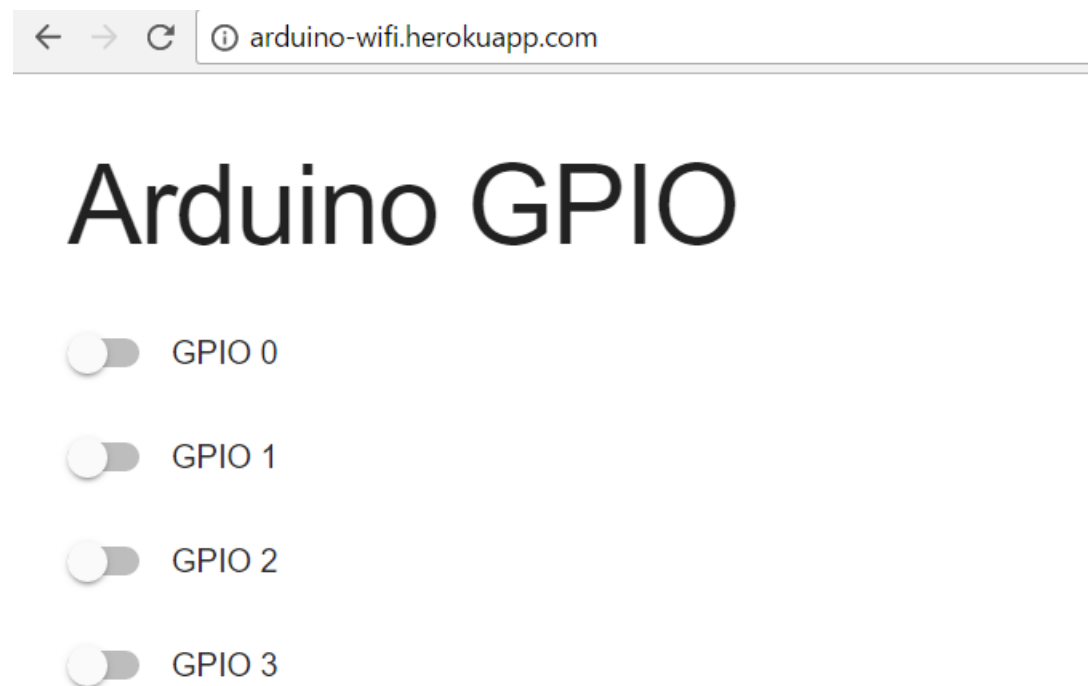 arduino-wifi.herokuapp.com
Arduino GPIO
GPIO 0
GPIO 1
GPIO 2
GPIO 3